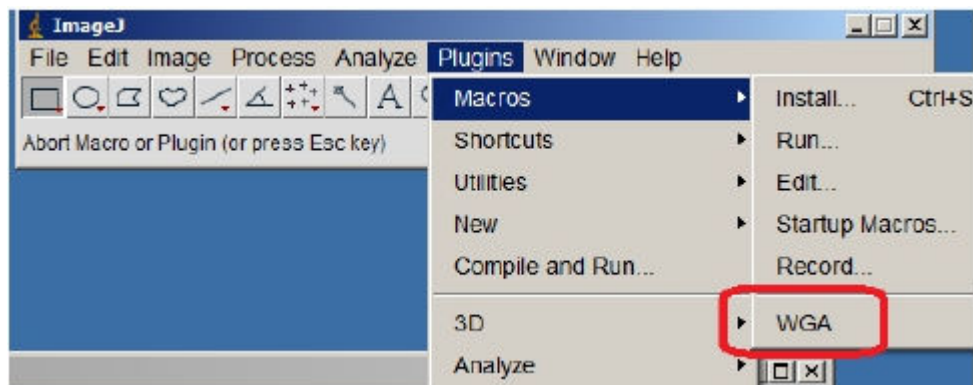 ImageJ
File Edit Image Process Analyze Plugins Window Help
A
Abort Macro or Plugin (or press Esc key)
Macros
Shortcuts
Utilities
New
Compile and Run...
3D
Analyze
Install... Ctrl+S
Run...
Edit...
Startup Macros...
Record...
WGA